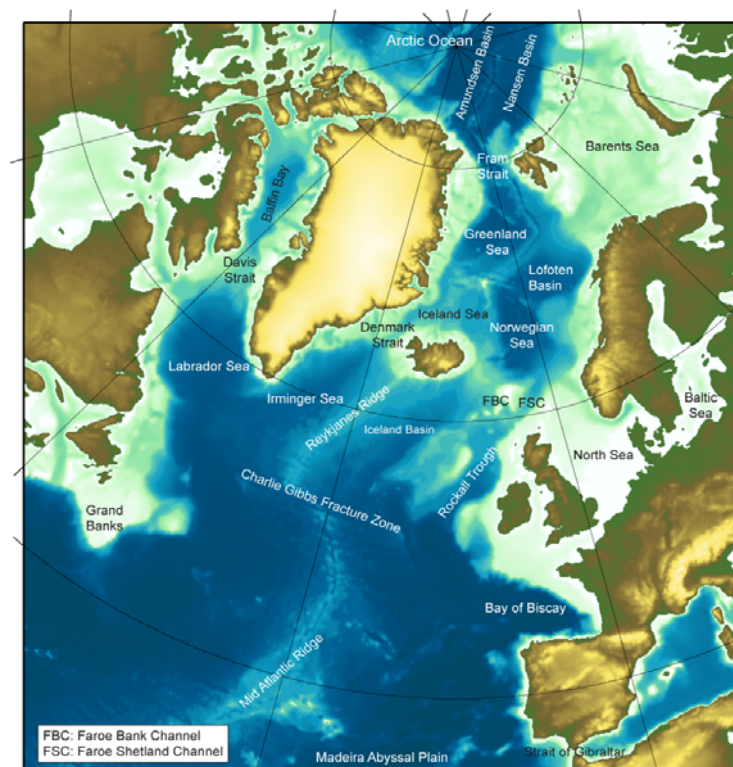 Arctic Ocean
Amundsen Basin
Nansen Basin
Barents Sea
Fram
Strait
Baffin Bay
Greenland
Sea
Davis
Strait
Lofoten
Basin
Iceland Sea
Denmark
Strait
Norwegian
Sea
Labrador Sea
Irminger Sea
Reykjanes Ridge
FBC
FSC
Baltic
Sea
Iceland Basin
Rockall Trough
North Sea
Charlie Gibbs Fracture Zone
Grand
Banks
Bay of Biscay
Mid Atlantic Ridge
FBC: Faroe Bank Channel
FSC: Faroe Shetland Channel
Madeira Abyssal Plain
Strait of Gibraltar